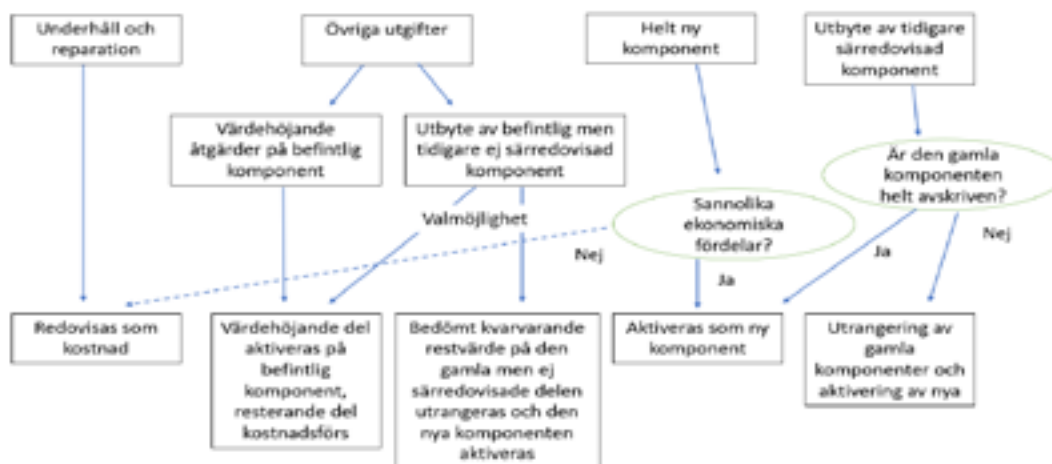 Underhåll och
reparation
Övriga utgifter
Helt ny
komponent
Utbyte av tidigare
särredovisad
komponent
Värdehöjande
åtgärder på befintlig
komponent
Utbyte av befintlig men
tidigare ej särredovisad
komponent
Är den gamla
komponenten
helt avskriven?
Sannolika
ekonomiska
fördelar?
Valmöjlighet
Nej
Ja
Ja
Nej
Redovisas som
kostnad
Värdehöjande del
aktiveras på
befintlig
komponent,
resterande del
kostnadsförs
Bedömt kvarvarande
restvärde på den
gamla men ej
särredovisade delen
utrangeras och den
nya komponenten
aktiveras
Aktiveras som ny
komponent
Utrangering av
gamla
komponenter och
aktivering av nya